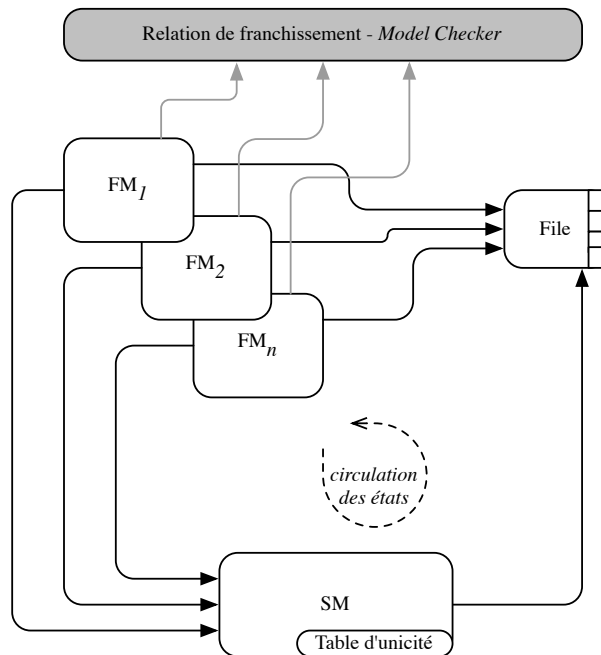 Relation de franchissement - Model Checker
FM1
FM2
File
FMn
circulation
des états
SM
Table d'unicité